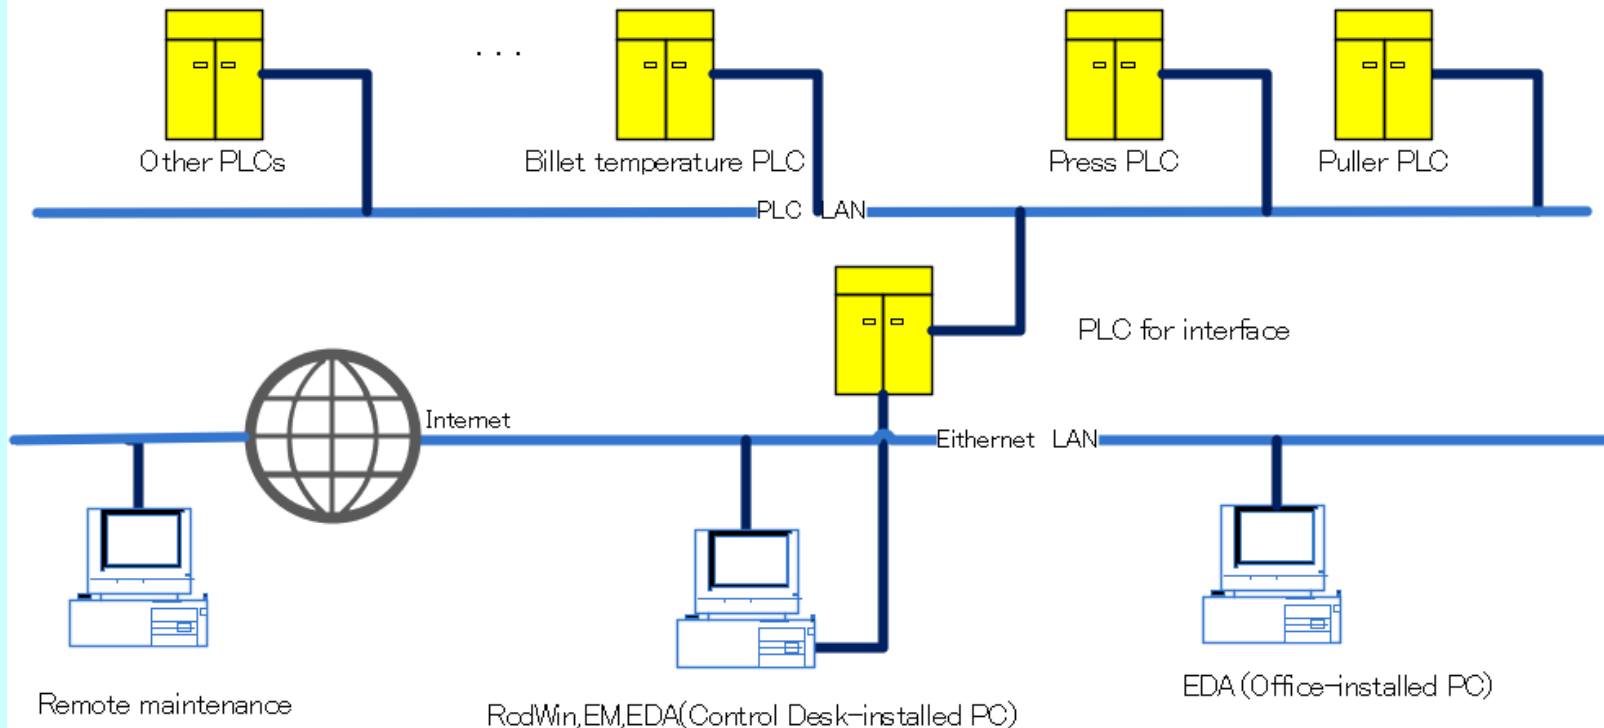 . . .
Other PLCs
Billet temperature PLC
Press PLC
Puller PLC
PLC LAN
PLC for interface
Internet
Eithernet LAN
Remote maintenance
RodWin,EM,EDA(Control Desk-installed PC)
EDA(Office-installed PC)